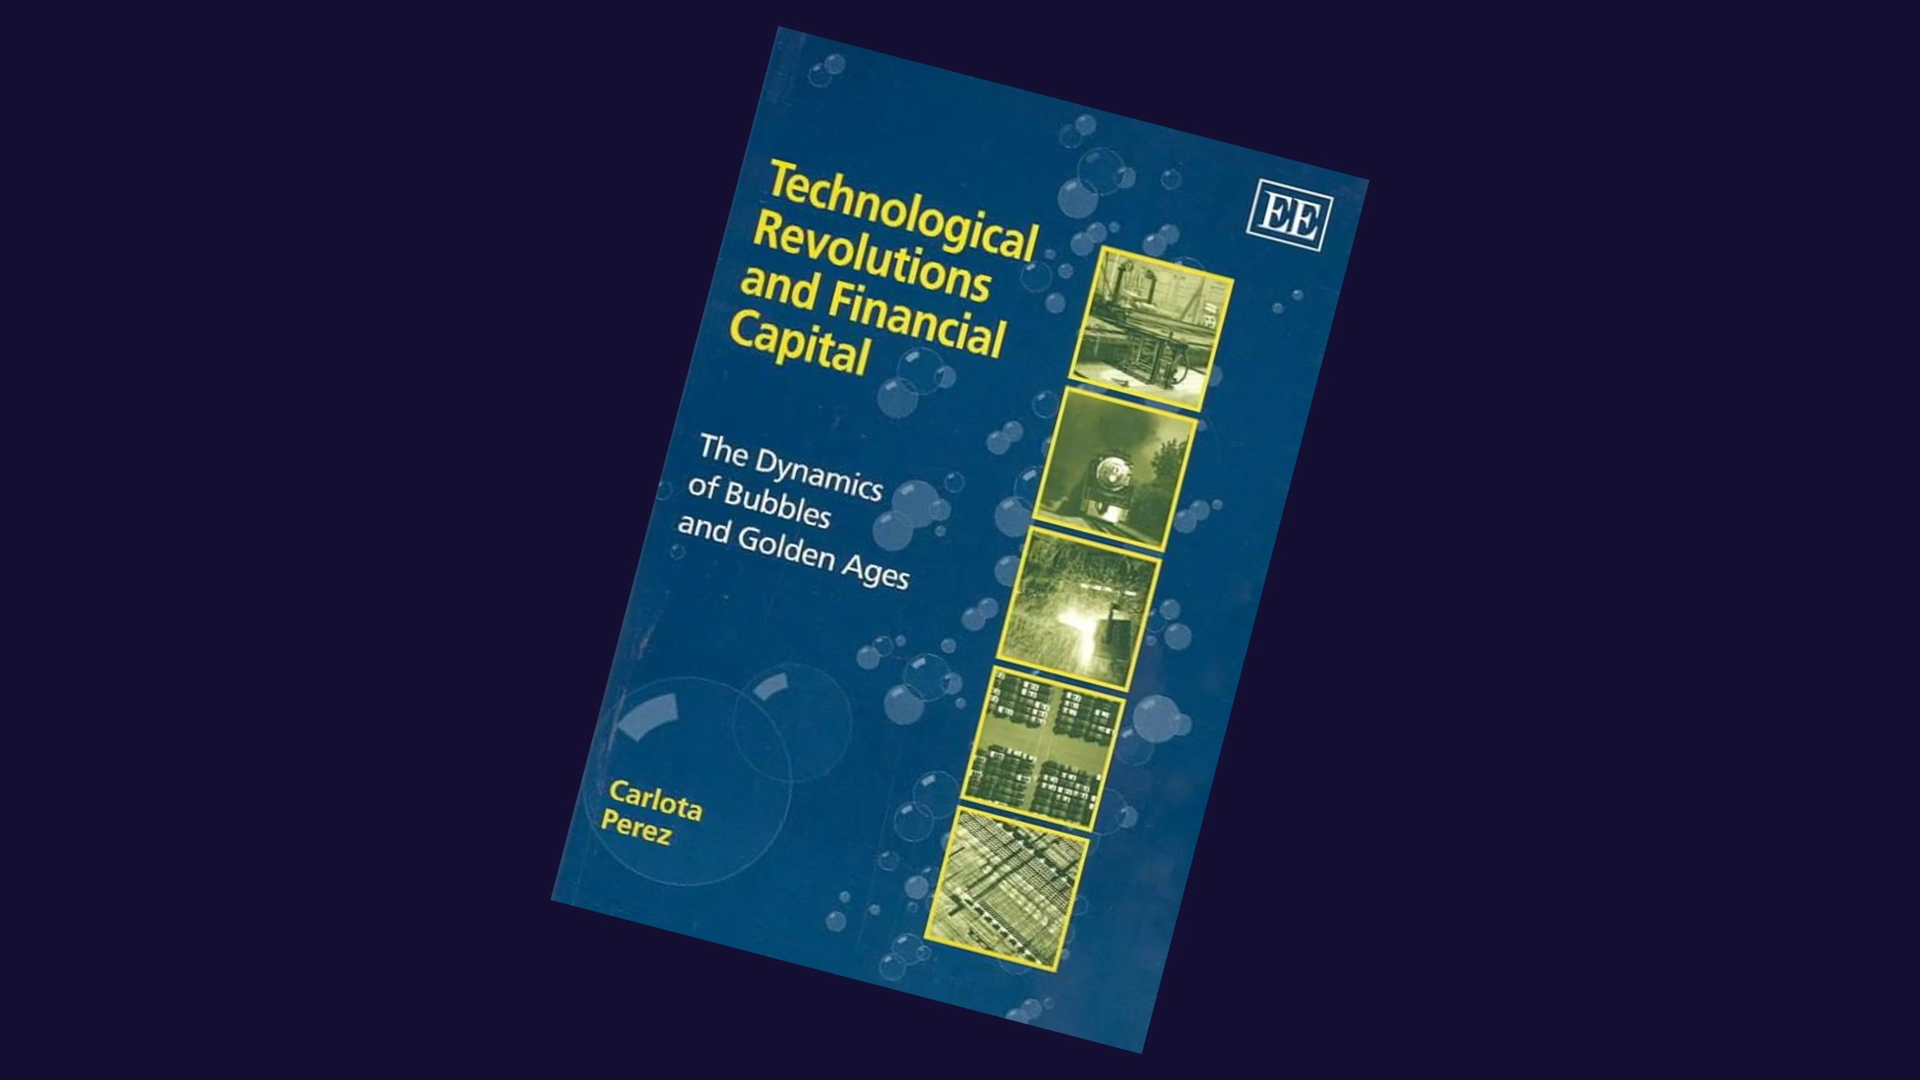 Technological
Revolutions
and Financial
Capital
EE
The Dynamics
of Bubbles
and Golden Ages
Carlota
Perez